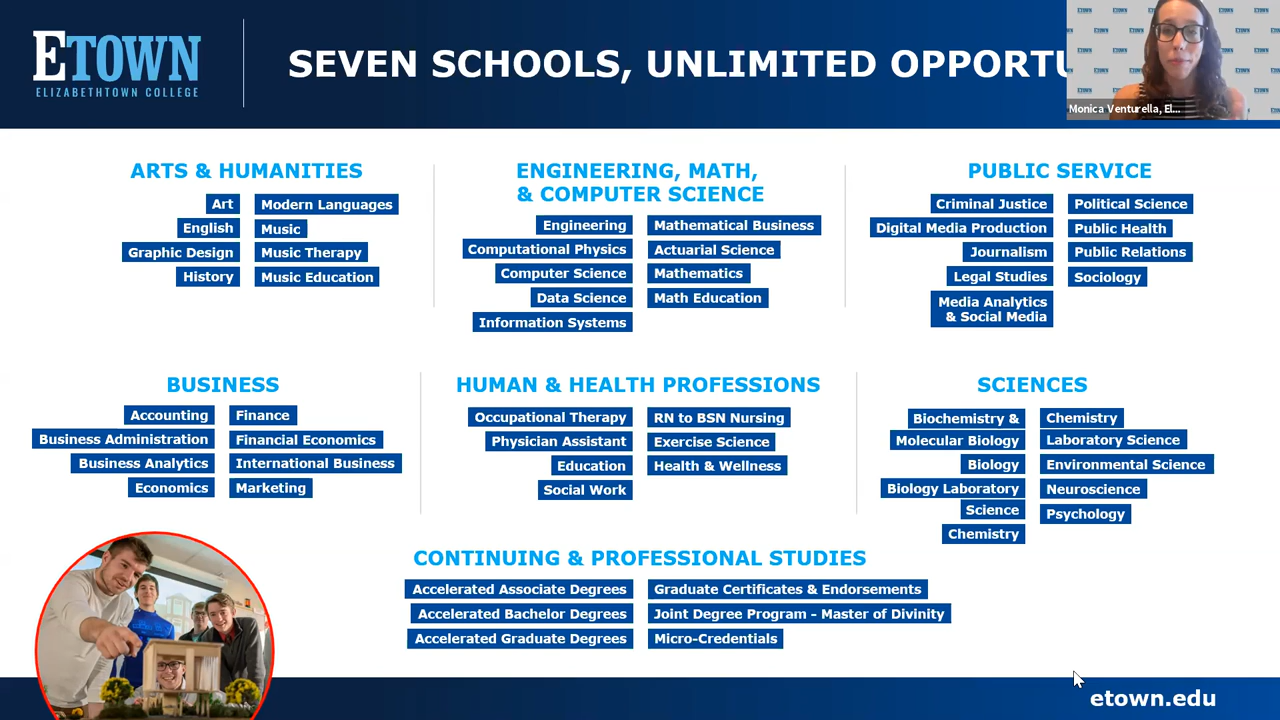 ETOWN
ELIZABETHTOWN COLLEGE
SEVEN SCHOOLS, UNLIMITED OPPORTU
Monica Venturella, El...
ARTS & HUMANITIES
Art
English
Graphic Design
History
Modern Languages
Music
Music Therapy
Music Education
ENGINEERING, MATH,
& COMPUTER SCIENCE
Engineering
Computational Physics
Computer Science
Data Science
Information Systems
Mathematical Business
Actuarial Science
Mathematics
Math Education
PUBLIC SERVICE
Criminal Justice
Digital Media Production
Journalism
Legal Studies
Media Analytics
& Social Media
Political Science
Public Health
Public Relations
Sociology
BUSINESS
Accounting
Business Administration
Business Analytics
Economics
Finance
Financial Economics
International Business
Marketing
HUMAN & HEALTH PROFESSIONS
Occupational Therapy
Physician Assistant
Education
Social Work
RN to BSN Nursing
Exercise Science
Health & Wellness
SCIENCES
Biochemistry &
Molecular Biology
Biology
Biology Laboratory
Science
Chemistry
Chemistry
Laboratory Science
Environmental Science
Neuroscience
Psychology
CONTINUING & PROFESSIONAL STUDIES
Accelerated Associate Degrees
Accelerated Bachelor Degrees
Accelerated Graduate Degrees
Graduate Certificates & Endorsements
Joint Degree Program – Master of Divinity
Micro-Credentials
etown.edu